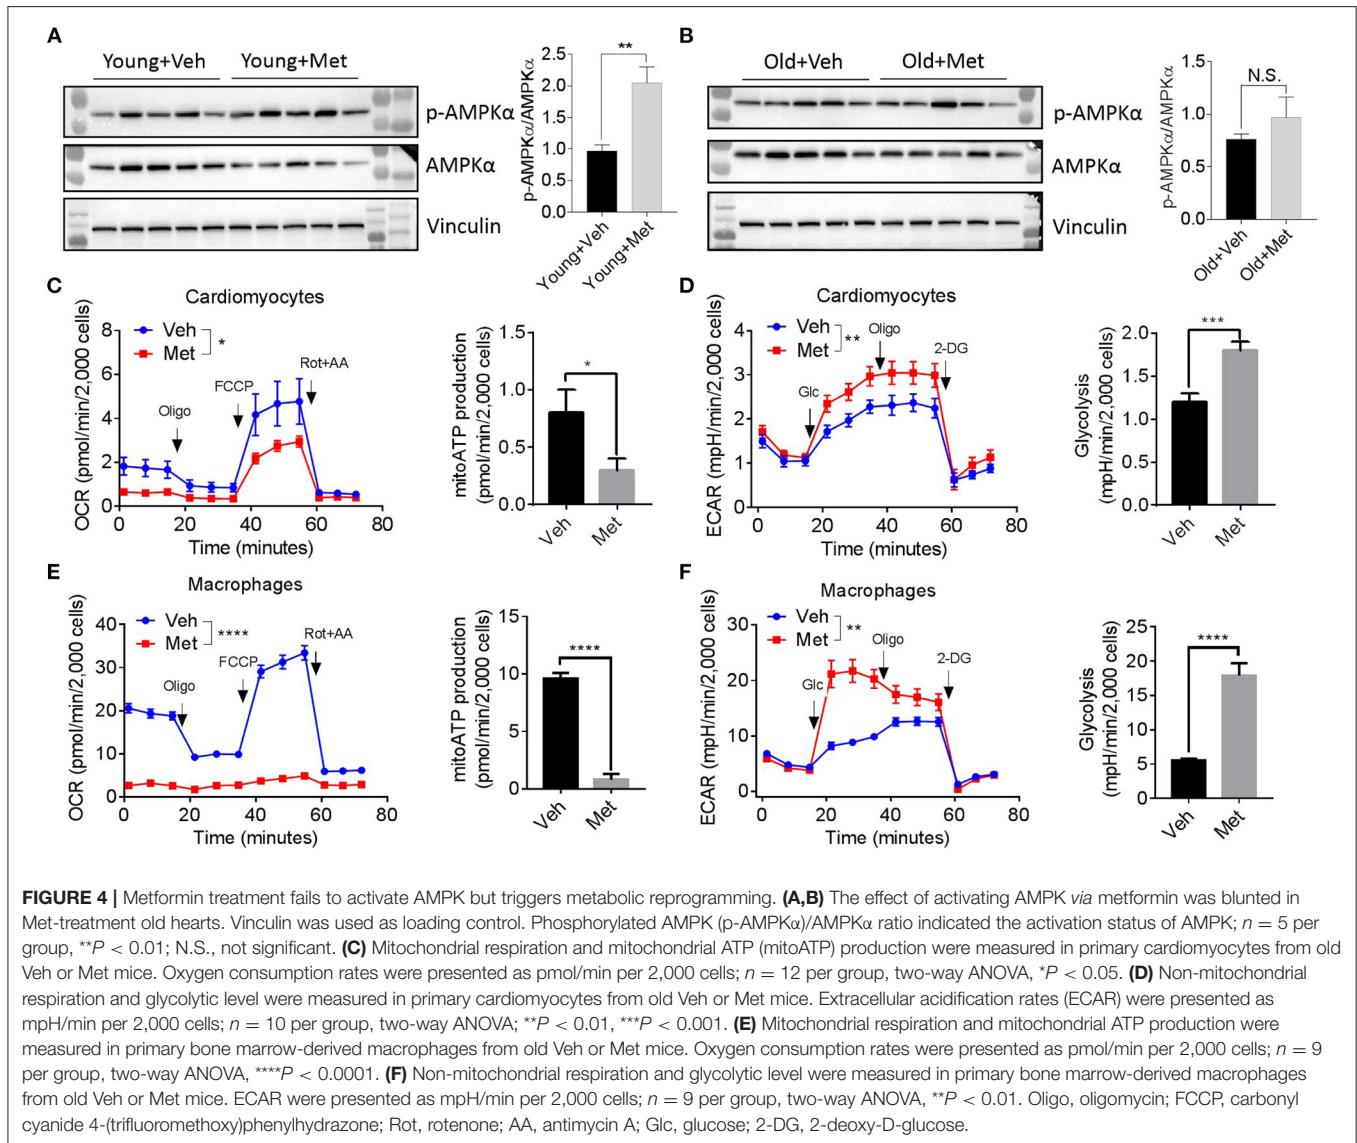 A
Young+Veh Young+Met
p-AMPKα
AMPKα
Vinculin
p-AMPKα/AMPKα
2.5
2.0
1.5
1.0
0.5
0.0
**
Young+Veh
Young+Met
B
Old+Veh Old+Met
p-AMPKα
AMPKα
Vinculin
p-AMPKα/AMPKα
1.5
1.0
0.5
0.0
N.S.
Old+Veh
Old+Met
C
Cardiomyocytes
OCR (pmol/min/2,000 cells)
8
6
4
2
0
Veh
Met
*
Oligo
FCCP
Rot+AA
0 20 40 60 80
Time (minutes)
mitoATP production
(pmol/min/2,000 cells)
1.5
1.0
0.5
0.0
*
Veh
Met
D
Cardiomyocytes
ECAR (mpH/min/2,000 cells)
4
3
2
1
0
Veh
Met
**
Glc
Oligo
2-DG
0 20 40 60 80
Time (minutes)
Glycolysis
(mpH/min/2,000 cells)
2.0
1.5
1.0
0.5
0.0
***
Veh
Met
E
Macrophages
OCR (pmol/min/2,000 cells)
40
30
20
10
0
Veh
Met
****
Oligo
FCCP
Rot+AA
0 20 40 60 80
Time (minutes)
mitoATP production
(pmol/min/2,000 cells)
15
10
5
0
****
Veh
Met
F
Macrophages
ECAR (mpH/min/2,000 cells)
30
20
10
0
Veh
Met
**
Glc
Oligo
2-DG
0 20 40 60 80
Time (minutes)
Glycolysis
(mpH/min/2,000 cells)
25
20
15
10
5
0
****
Veh
Met
FIGURE 4 | Metformin treatment fails to activate AMPK but triggers metabolic reprogramming. (A,B) The effect of activating AMPK via metformin was blunted in
Met-treatment old hearts. Vinculin was used as loading control. Phosphorylated AMPK (p-AMPKα)/AMPKα ratio indicated the activation status of AMPK; n = 5 per
group, **P < 0.01; N.S., not significant. (C) Mitochondrial respiration and mitochondrial ATP (mitoATP) production were measured in primary cardiomyocytes from old
Veh or Met mice. Oxygen consumption rates were presented as pmol/min per 2,000 cells; n = 12 per group, two-way ANOVA, *P < 0.05. (D) Non-mitochondrial
respiration and glycolytic level were measured in primary cardiomyocytes from old Veh or Met mice. Extracellular acidification rates (ECAR) were presented as
mpH/min per 2,000 cells; n = 10 per group, two-way ANOVA; **P < 0.01, ***P < 0.001. (E) Mitochondrial respiration and mitochondrial ATP production were
measured in primary bone marrow-derived macrophages from old Veh or Met mice. Oxygen consumption rates were presented as pmol/min per 2,000 cells; n = 9
per group, two-way ANOVA, ****P < 0.0001. (F) Non-mitochondrial respiration and glycolytic level were measured in primary bone marrow-derived macrophages
from old Veh or Met mice. ECAR were presented as mpH/min per 2,000 cells; n = 9 per group, two-way ANOVA, **P < 0.01. Oligo, oligomycin; FCCP, carbonyl
cyanide 4-(trifluoromethoxy)phenylhydrazone; Rot, rotenone; AA, antimycin A; Glc, glucose; 2-DG, 2-deoxy-D-glucose.